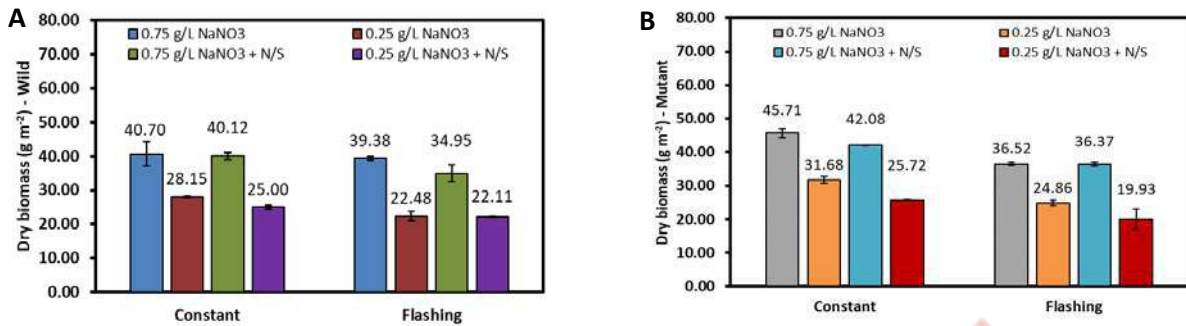 A
Dry biomass (g m-2) - Wild
80.00
70.00
60.00
50.00
40.00
30.00
20.00
10.00
0.00
0.75 g/L NaNO3
0.25 g/L NaNO3
0.75 g/L NaNO3 + N/S
0.25 g/L NaNO3 + N/S
40.70
28.15
40.12
25.00
39.38
22.48
34.95
22.11
Constant
Flashing
B
Dry biomass (g m-2) - Mutant
80.00
70.00
60.00
50.00
40.00
30.00
20.00
10.00
0.00
0.75 g/L NaNO3
0.25 g/L NaNO3
0.75 g/L NaNO3 + N/S
0.25 g/L NaNO3 + N/S
45.71
31.68
42.08
25.72
36.52
24.86
36.37
19.93
Constant
Flashing